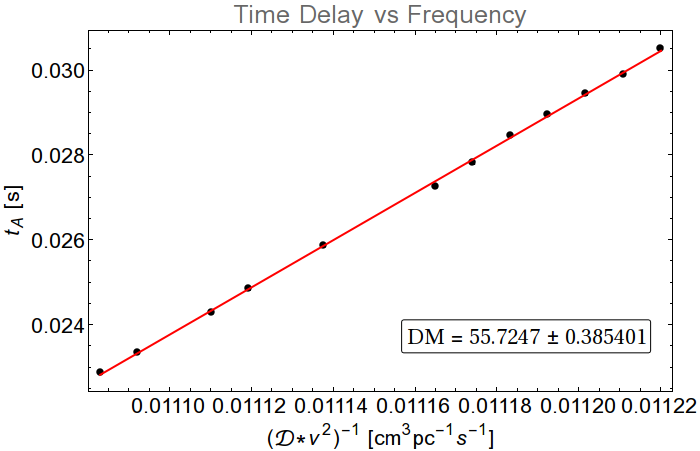 Time Delay vs Frequency
0.030
0.028
0.026
0.024
t_A [s]
DM = 55.7247 ± 0.385401
0.01110 0.01112 0.01114 0.01116 0.01118 0.01120 0.01122
(𝒟*ν²)⁻¹ [cm³pc⁻¹s⁻¹]